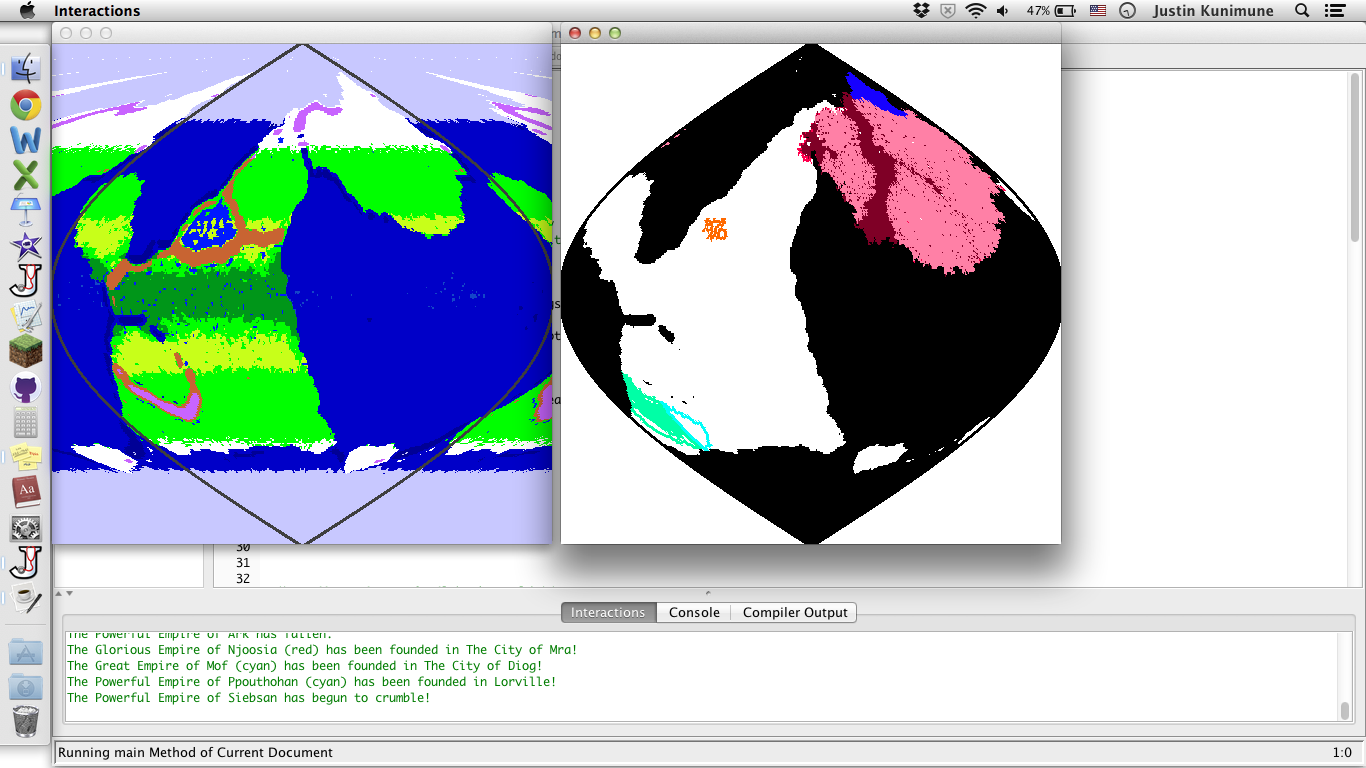 Interactions
47%
Justin Kunimune
30
31
32
Interactions Console Compiler Output
The Powerful Empire of Ark has fallen.
The Glorious Empire of Njoosia (red) has been founded in The City of Mra!
The Great Empire of Mof (cyan) has been founded in The City of Diog!
The Powerful Empire of Ppouthohan (cyan) has been founded in Lorville!
The Powerful Empire of Siebsan has begun to crumble!
Running main Method of Current Document
1:0